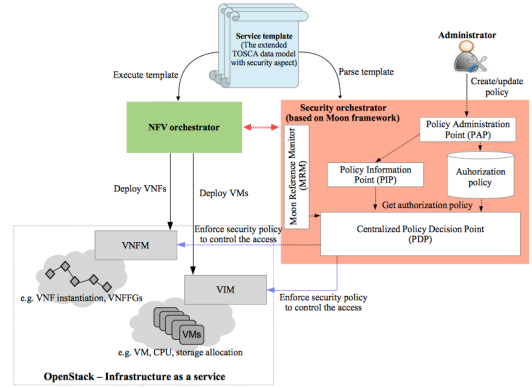 Service template
(The extended
TOSCA data model
with security aspect)
Administrator
Execute template
Parse template
Create/update
policy
NFV orchestrator
Security orchestrator
(based on Moon framework)
Moon Reference Monitor
(MRM)
Policy Administration
Point (PAP)
Policy Information
Point (PIP)
Auhorization
policy
Deploy VNFs
Deploy VMs
Get authorization policy
Centralized Policy Decision Point
(PDP)
Enforce security policy
to control the access
VNFM
e.g. VNF instantiation, VNFFGs
VIM
Enforce security policy
to control the access
VMs
e.g. VM, CPU, storage allocation
OpenStack – Infrastructure as a service